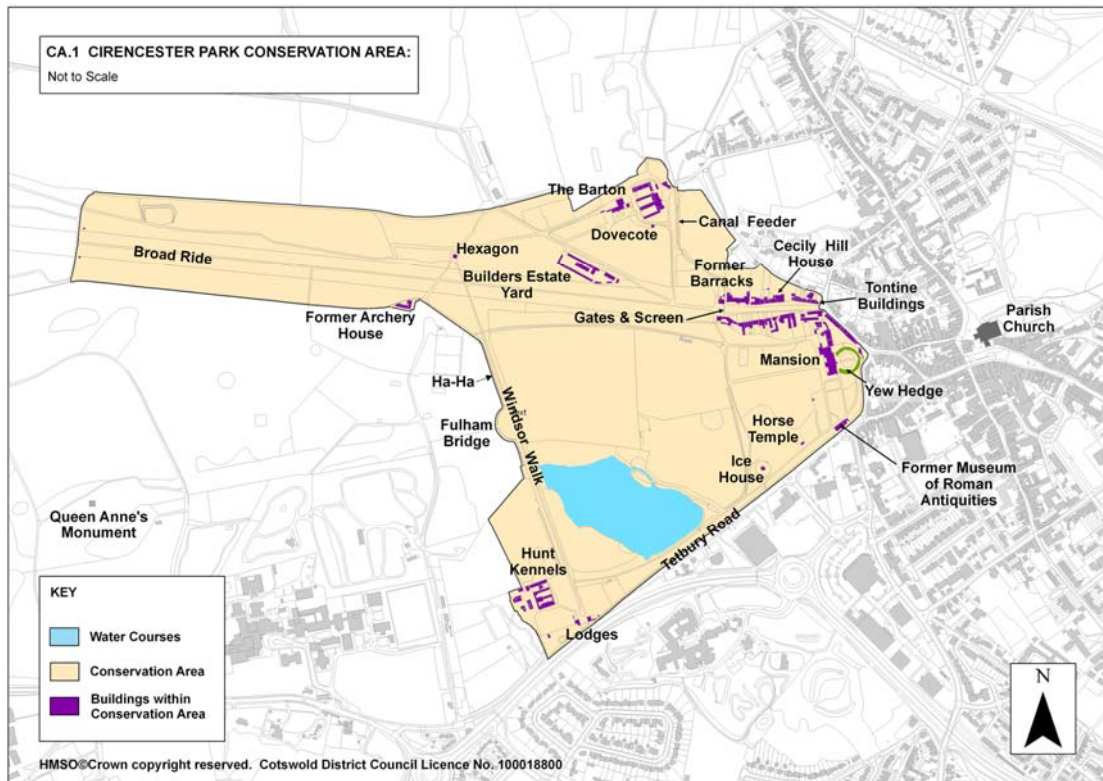 CA.1 CIRENCESTER PARK CONSERVATION AREA:
Not to Scale
The Barton
Canal Feeder
Dovecote
Cecily Hill
House
Broad Ride
Hexagon
Former
Barracks
Builders Estate
Yard
Tontine
Buildings
Former Archery
House
Gates & Screen
Parish
Church
Mansion
Ha-Ha
Yew Hedge
Windsor Walk
Fulham
Bridge
Horse
Temple
Ice
House
Former Museum
of Roman
Antiquities
Queen Anne's
Monument
Tetbury Road
Hunt
Kennels
Lodges
KEY
Water Courses
Conservation Area
Buildings within
Conservation Area
N
HMSO©Crown copyright reserved. Cotswold District Council Licence No. 100018800